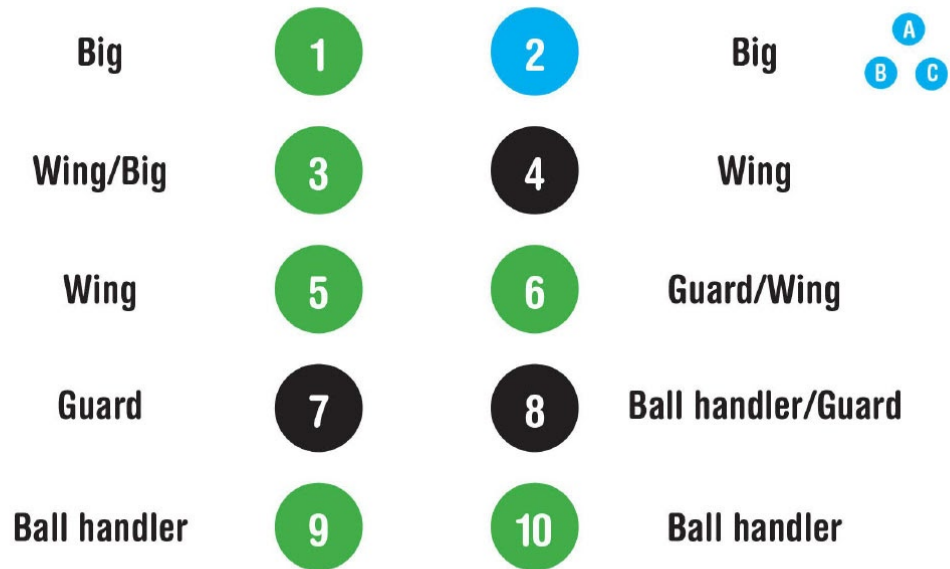 Big 1 2 Big A
B C
Wing/Big 3 4 Wing
Wing 5 6 Guard/Wing
Guard 7 8 Ball handler/Guard
Ball handler 9 10 Ball handler